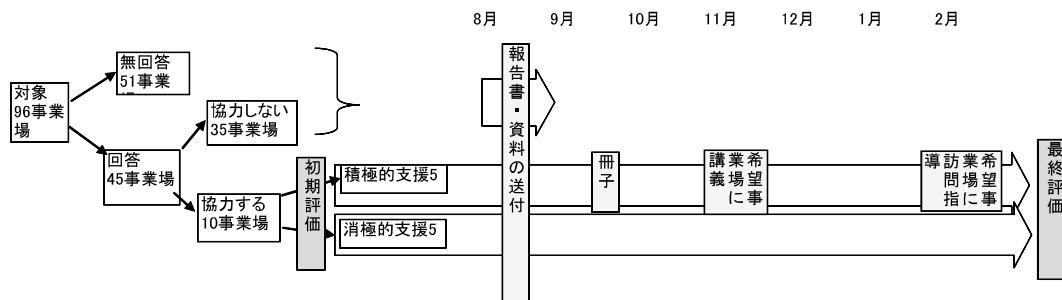 8月 9月 10月 11月 12月 1月 2月
対象
96事業
場
無回答
51事業
回答
45事業場
協力しない
35事業場
協力する
10事業場
初期評価
積極的支援5
消極的支援5
報告書・資料の送付
冊子
希望事
業場に
講義
希望事
業場に
訪問指
導
最終評価